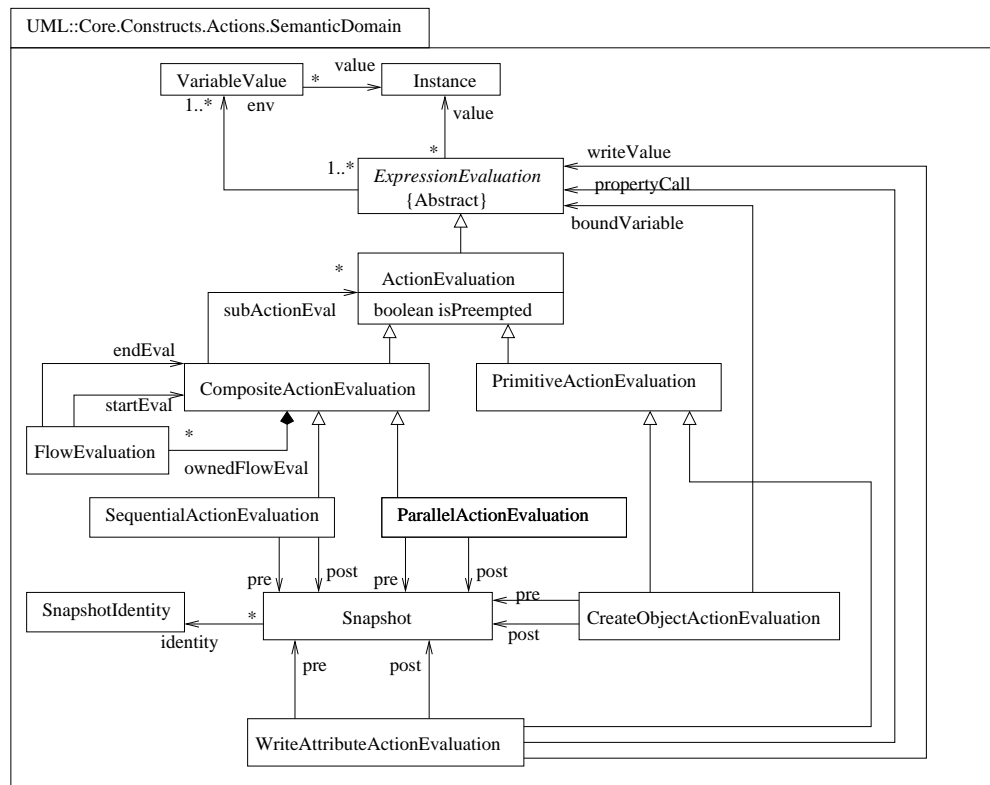 UML::Core.Constructs.Actions.SemanticDomain
value
VariableValue
*
Instance
1..*
env
value
*
1..*
writeValue
ExpressionEvaluation
propertyCall
{Abstract}
boundVariable
*
ActionEvaluation
subActionEval
boolean isPreempted
endEval
CompositeActionEvaluation
PrimitiveActionEvaluation
startEval
*
FlowEvaluation
ownedFlowEval
SequentialActionEvaluation
ParallelActionEvaluation
pre
post
pre
post
SnapshotIdentity
*
Snapshot
pre
CreateObjectActionEvaluation
identity
post
pre
post
WriteAttributeActionEvaluation